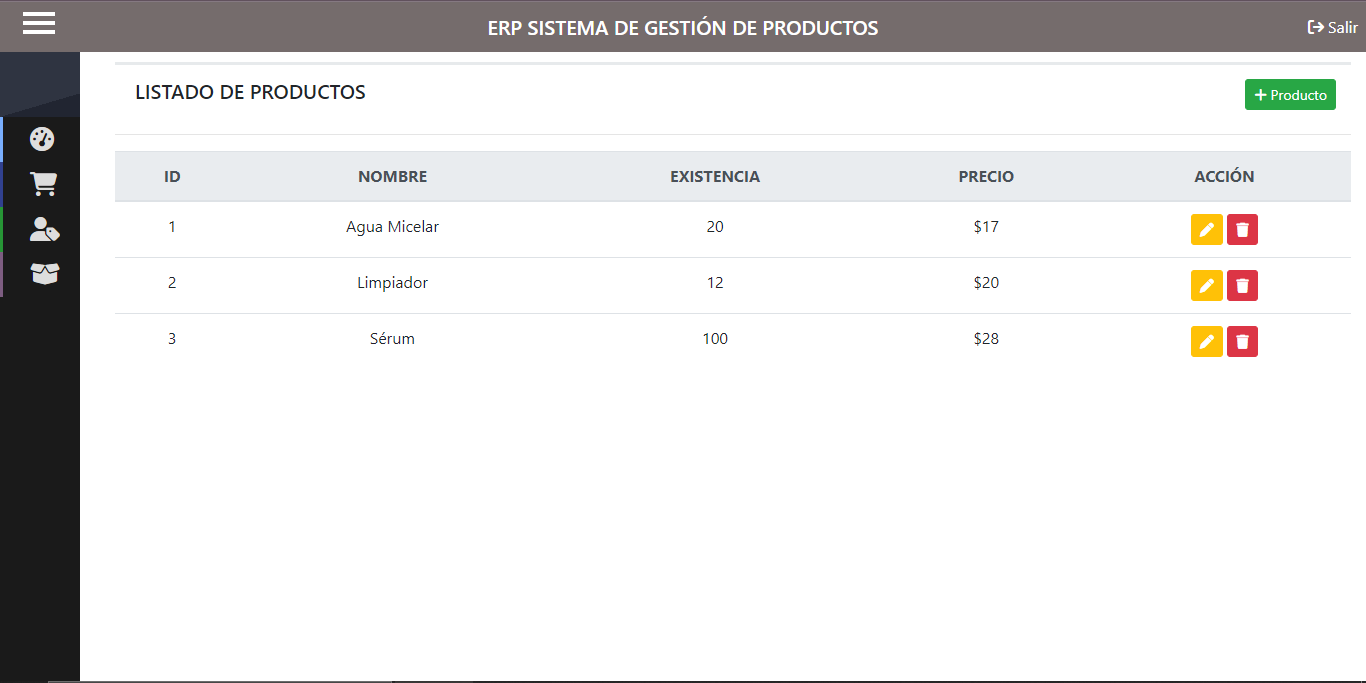 ERP SISTEMA DE GESTIÓN DE PRODUCTOS
Salir
LISTADO DE PRODUCTOS
+ Producto
ID NOMBRE EXISTENCIA PRECIO ACCIÓN
1 Agua Micelar 20 $17
2 Limpiador 12 $20
3 Sérum 100 $28